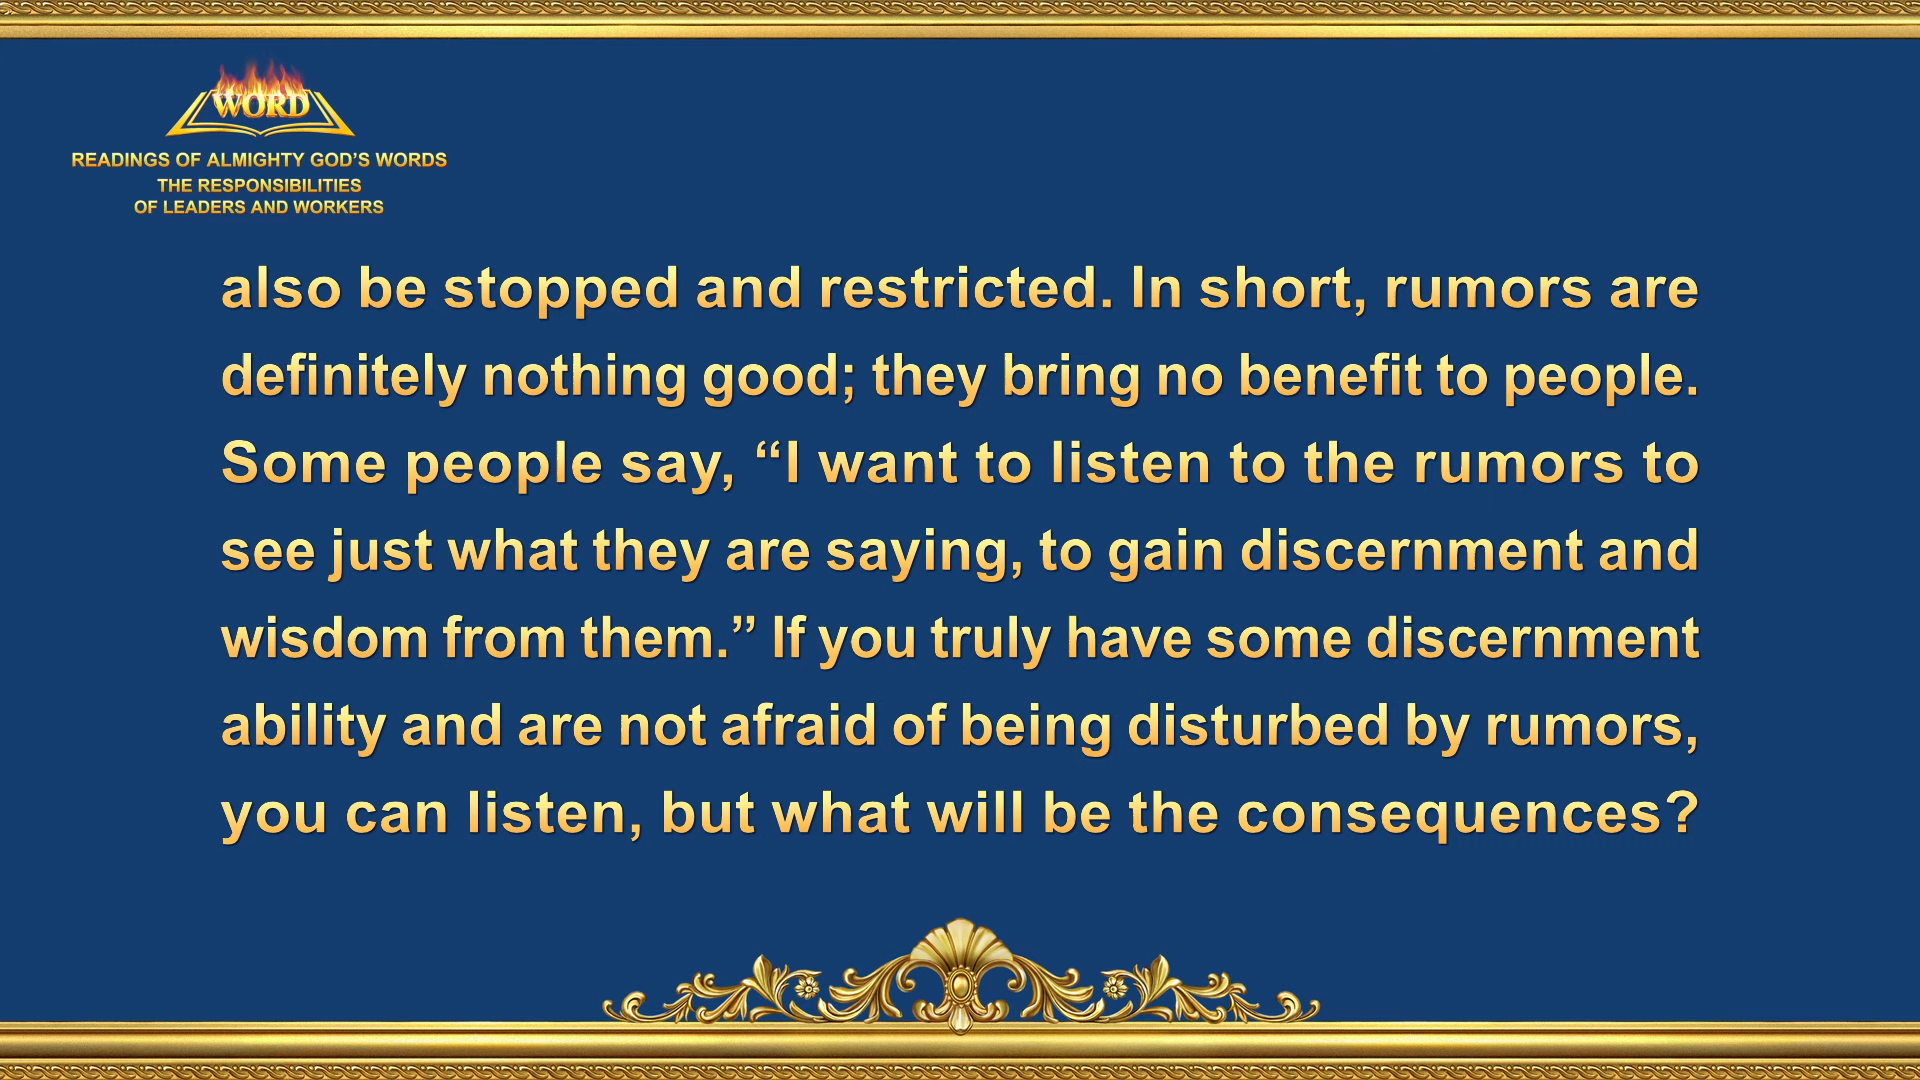 WORD
READINGS OF ALMIGHTY GOD’S WORDS
THE RESPONSIBILITIES
OF LEADERS AND WORKERS
also be stopped and restricted. In short, rumors are
definitely nothing good; they bring no benefit to people.
Some people say, “I want to listen to the rumors to
see just what they are saying, to gain discernment and
wisdom from them.” If you truly have some discernment
ability and are not afraid of being disturbed by rumors,
you can listen, but what will be the consequences?